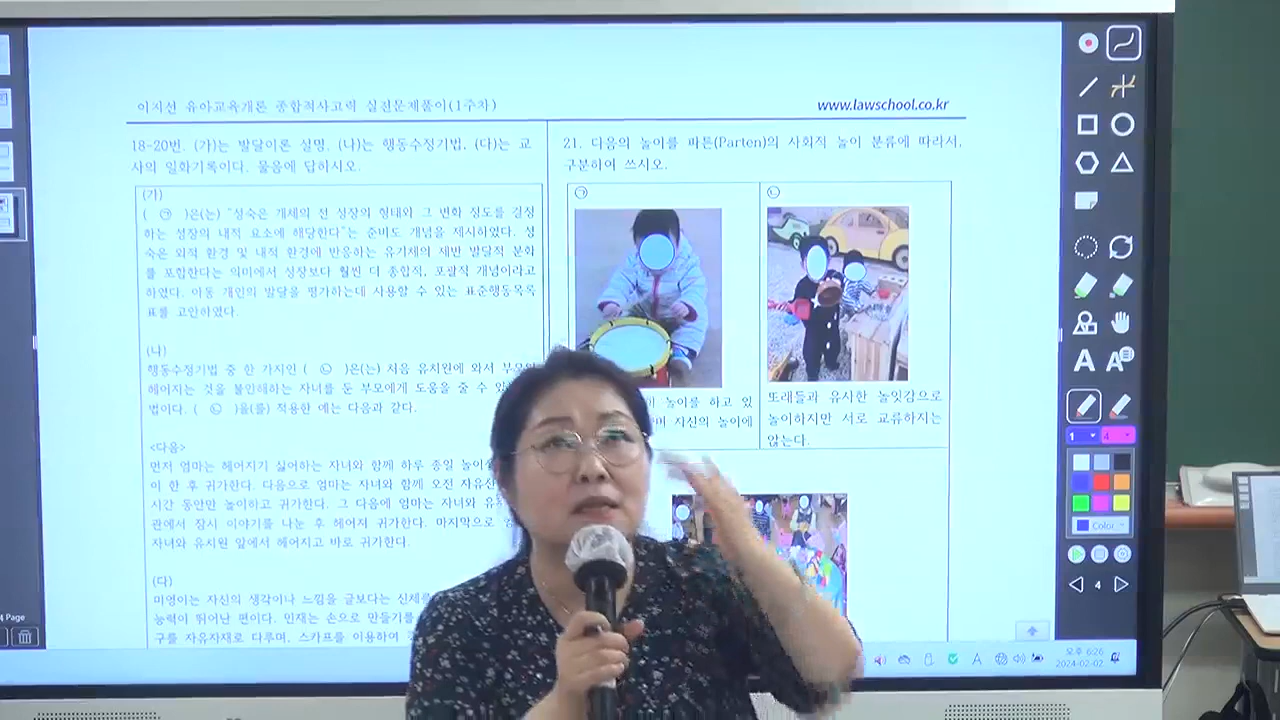 이지선 유아교육개론 종합적사고력 실전문제풀이(1주차)
www.lawschool.co.kr
18-20번. (가)는 발달이론 설명, (나)는 행동수정기법, (다)는 교
사의 일화기록이다. 물음에 답하시오.
(가)
( ㉠ )은(는) "성숙은 개체의 전 성장의 형태와 그 변화 정도를 결정
하는 성장의 내적 요소에 해당한다"는 준비도 개념을 제시하였다. 성
숙은 외적 환경 및 내적 환경에 반응하는 유기체의 제반 발달적 분화
를 포함한다는 의미에서 성장보다 훨씬 더 종합적, 포괄적 개념이라고
하였다. 아동 개인의 발달을 평가하는데 사용할 수 있는 표준행동목록
표를 고안하였다.
(나)
행동수정기법 중 한 가지인 ( ㉡ )은(는) 처음 유치원에 와서 부모와
헤어지는 것을 불안해하는 자녀를 둔 부모에게 도움을 줄 수
법이다. ( ㉡ )을(를) 적용한 예는 다음과 같다.
<다음>
먼저 엄마는 헤어지기 싫어하는 자녀와 함께 하루 종일
이 한 후 귀가한다. 다음으로 엄마는 자녀와 함께 오전
시간 동안만 놀이하고 귀가한다. 그 다음에 엄마는 자녀와
관에서 잠시 이야기를 나눈 후 헤어져 귀가한다. 마지막으로
자녀와 유치원 앞에서 헤어지고 바로 귀가한다.
(다)
미영이는 자신의 생각이나 느낌을 글보다는
능력이 뛰어난 편이다. 민재는 손으로 만들기를
구를 자유자재로 다루며, 스카프를 이용하여
21. 다음의 놀이를 파튼(Parten)의 사회적 놀이 분류에 따라서,
구분하여 쓰시오.
㉠
㉡
놀이를 하고 있
자신의 놀이에
또래들과 유사한 놀잇감으로
놀이하지만 서로 교류하지는
않는다.
A A
1
4
Color
4 Page
오후 6:26
2024-02-02